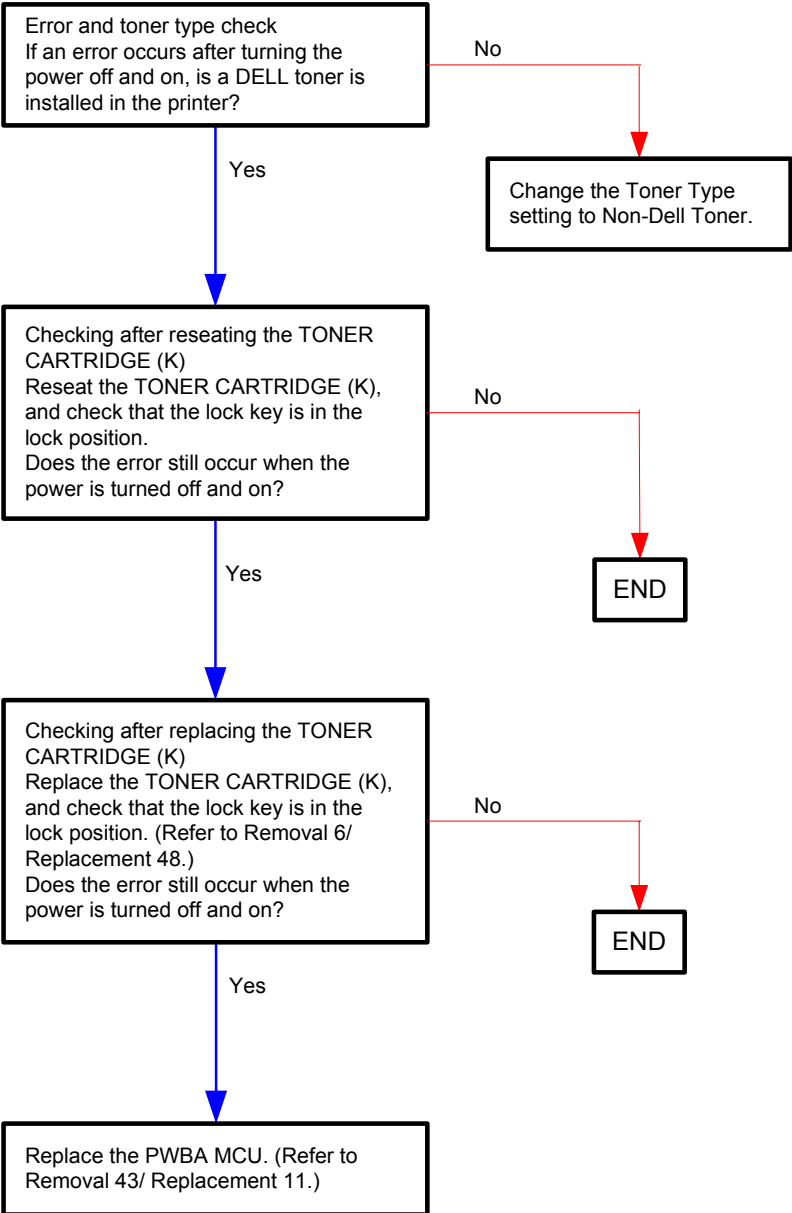 Error and toner type check
If an error occurs after turning the
power off and on, is a DELL toner is
installed in the printer?
No
Yes
Change the Toner Type
setting to Non-Dell Toner.
Checking after reseating the TONER
CARTRIDGE (K)
Reseat the TONER CARTRIDGE (K),
and check that the lock key is in the
lock position.
Does the error still occur when the
power is turned off and on?
No
Yes
END
Checking after replacing the TONER
CARTRIDGE (K)
Replace the TONER CARTRIDGE (K),
and check that the lock key is in the
lock position. (Refer to Removal 6/
Replacement 48.)
Does the error still occur when the
power is turned off and on?
No
END
Yes
Replace the PWBA MCU. (Refer to
Removal 43/ Replacement 11.)